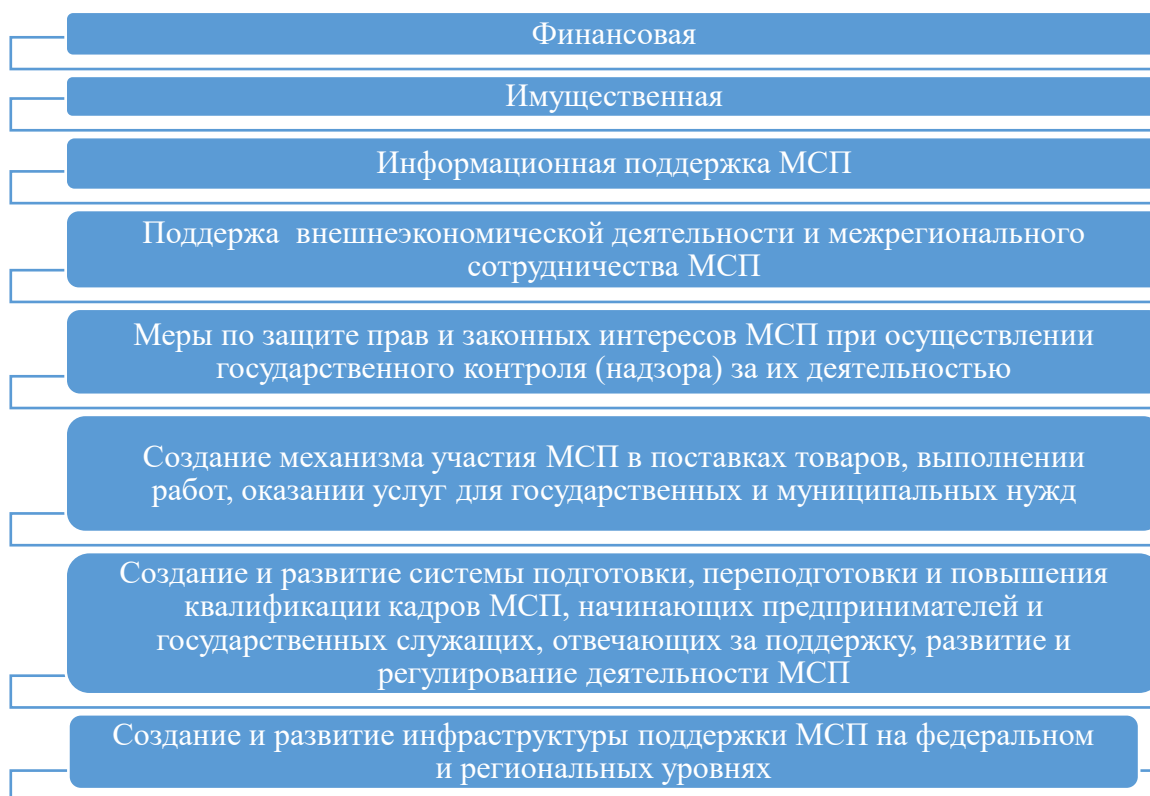 Финансовая
Имущественная
Информационная поддержка МСП
Поддержа  внешнеэкономической деятельности и межрегионального
сотрудничества МСП
Меры по защите прав и законных интересов МСП при осуществлении
государственного контроля (надзора) за их деятельностью
Создание механизма участия МСП в поставках товаров, выполнении
работ, оказании услуг для государственных и муниципальных нужд
Создание и развитие системы подготовки, переподготовки и повышения
квалификации кадров МСП, начинающих предпринимателей и
государственных служащих, отвечающих за поддержку, развитие и
регулирование деятельности МСП
Создание и развитие инфраструктуры поддержки МСП на федеральном
и региональных уровнях